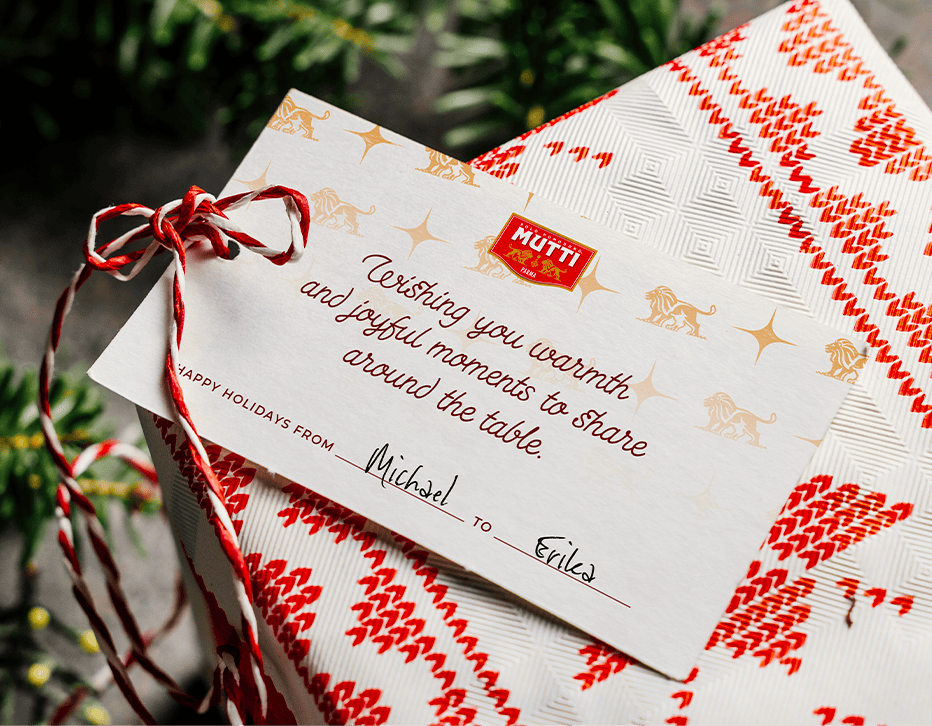 MUTTI
PARMA
Wishing you warmth
and joyful moments to share
around the table.
HAPPY HOLIDAYS FROM Michael TO Erika